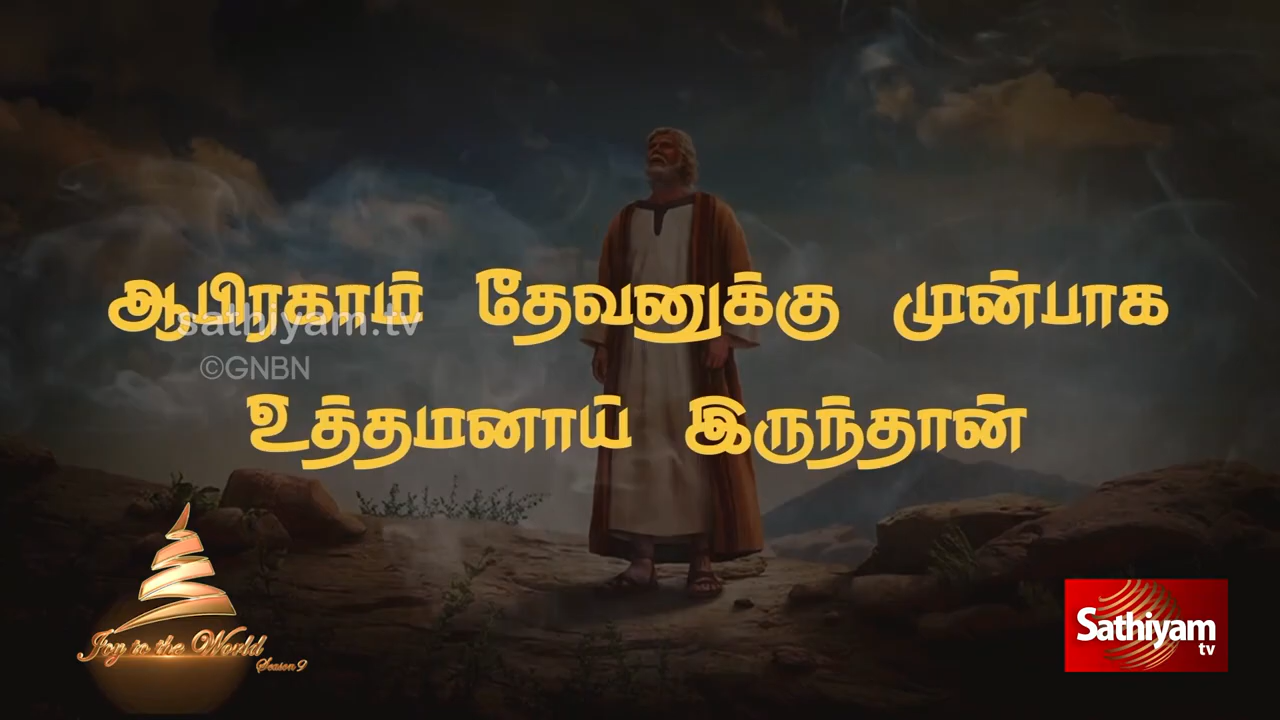 ஆபிரகாம் தேவனுக்கு முன்பாக
sathiyam.tv
©GNBN
உத்தமனாய் இருந்தான்
Joy to the World
Season 9
Sathiyam
tv